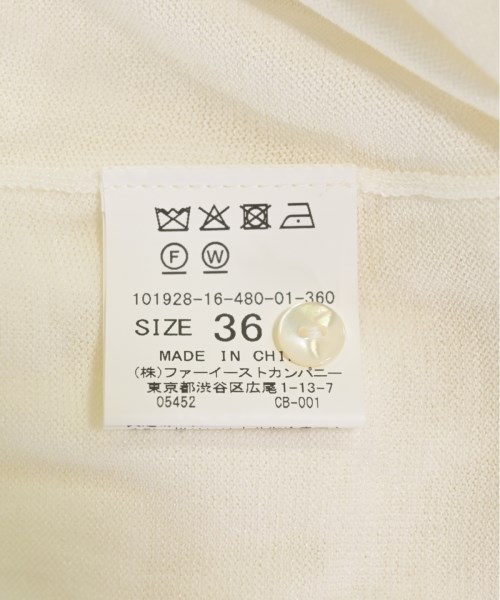 F W
101928-16-480-01-360
SIZE 36
MADE IN
(株)ファーイーストカンパニー
東京都渋谷区広尾1-13-7
05452 CB-001